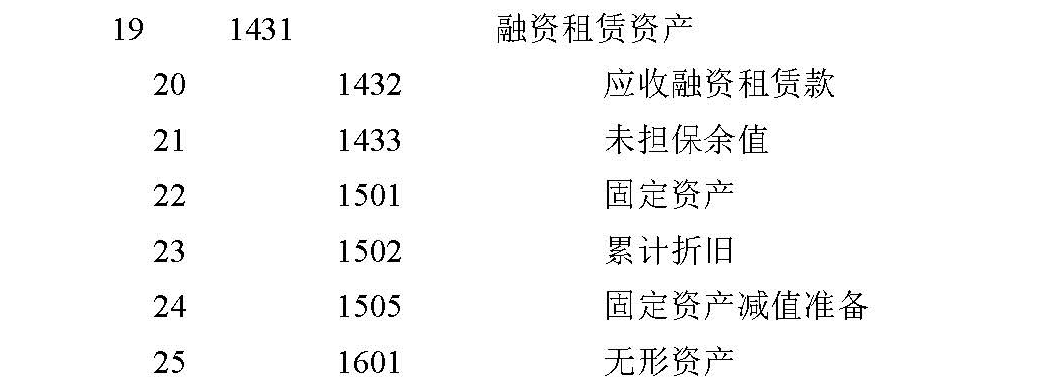 19 1431 融资租赁资产
20 1432 应收融资租赁款
21 1433 未担保余值
22 1501 固定资产
23 1502 累计折旧
24 1505 固定资产减值准备
25 1601 无形资产